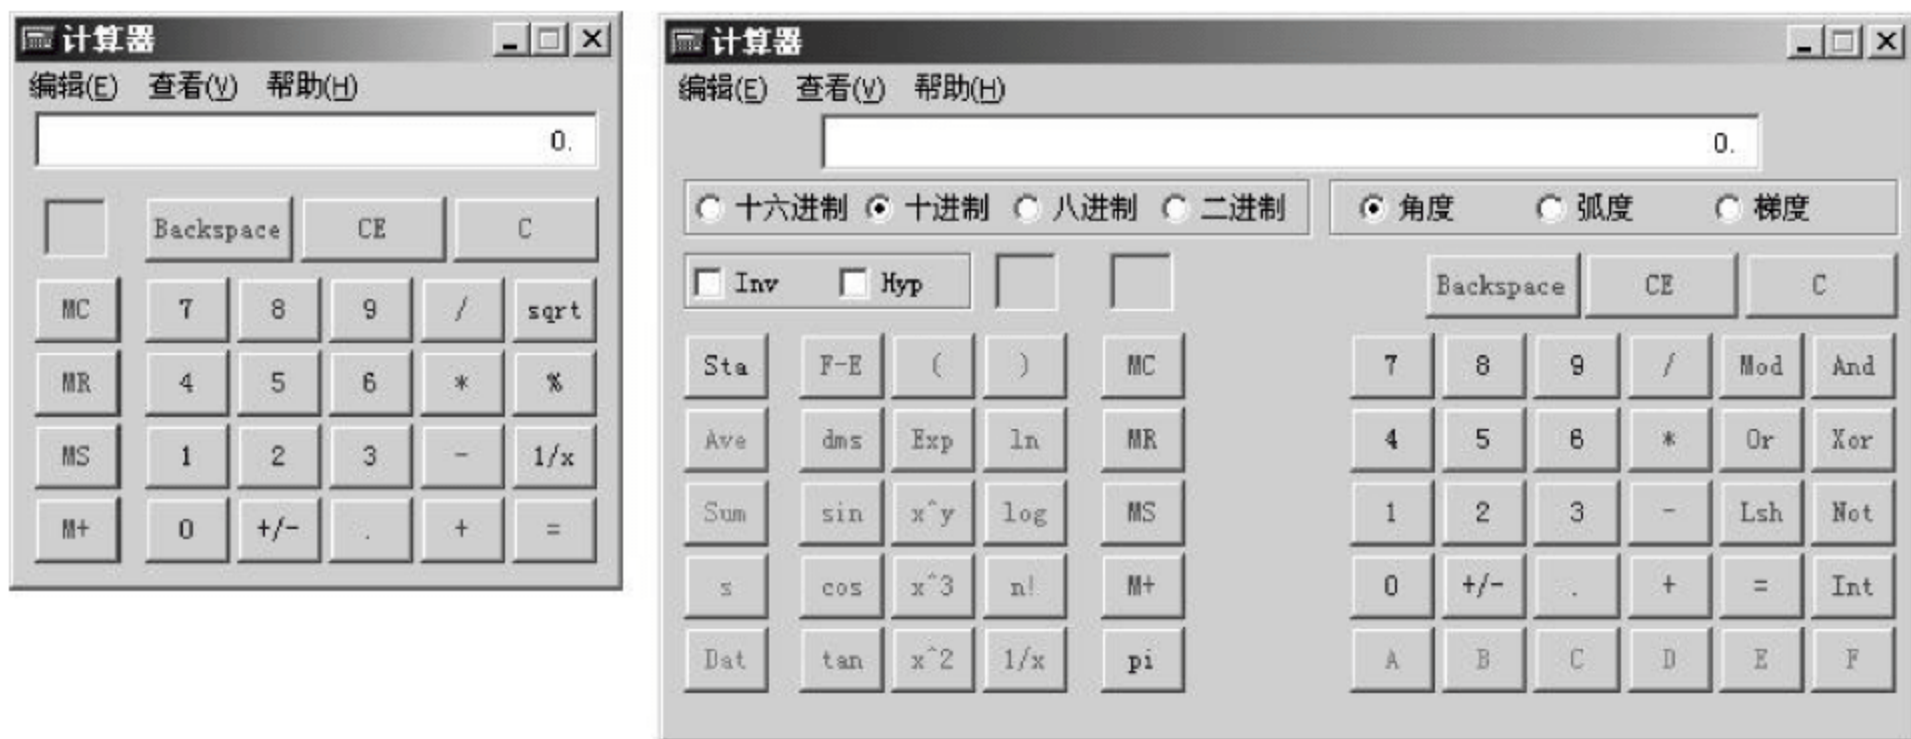 计算器
编辑(E) 查看(V) 帮助(H)
0.
Backspace CE C
MC 7 8 9 / sqrt
MR 4 5 6 * %
MS 1 2 3 - 1/x
M+ 0 +/- . + =
计算器
编辑(E) 查看(V) 帮助(H)
0.
十六进制 十进制 八进制 二进制 角度 弧度 梯度
Inv Hyp Backspace CE C
Sta F-E ( ) MC 7 8 9 / Mod And
Ave dms Exp ln MR 4 5 6 * Or Xor
Sum sin x^y log MS 1 2 3 - Lsh Not
s cos x^3 n! M+ 0 +/- . + = Int
Dat tan x^2 1/x pi A B C D E F